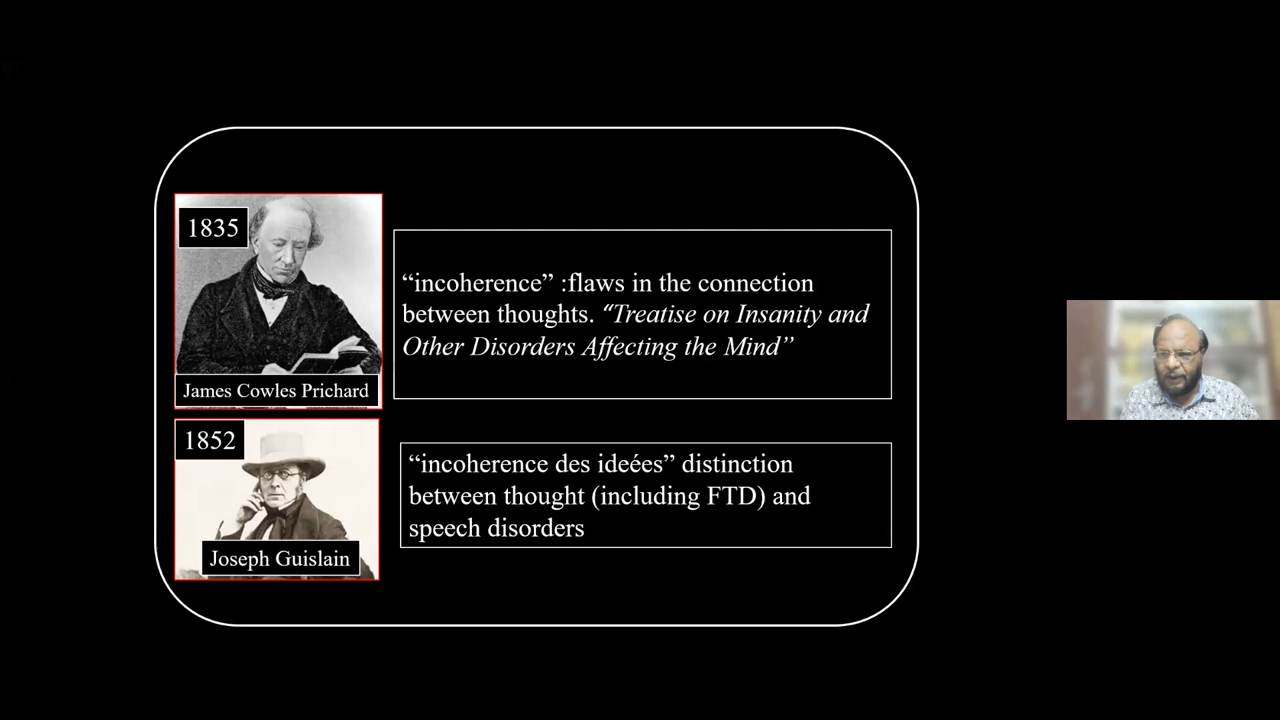 1835
James Cowles Prichard
“incoherence” :flaws in the connection
between thoughts. “Treatise on Insanity and
Other Disorders Affecting the Mind”
1852
Joseph Guislain
“incoherence des ideées” distinction
between thought (including FTD) and
speech disorders